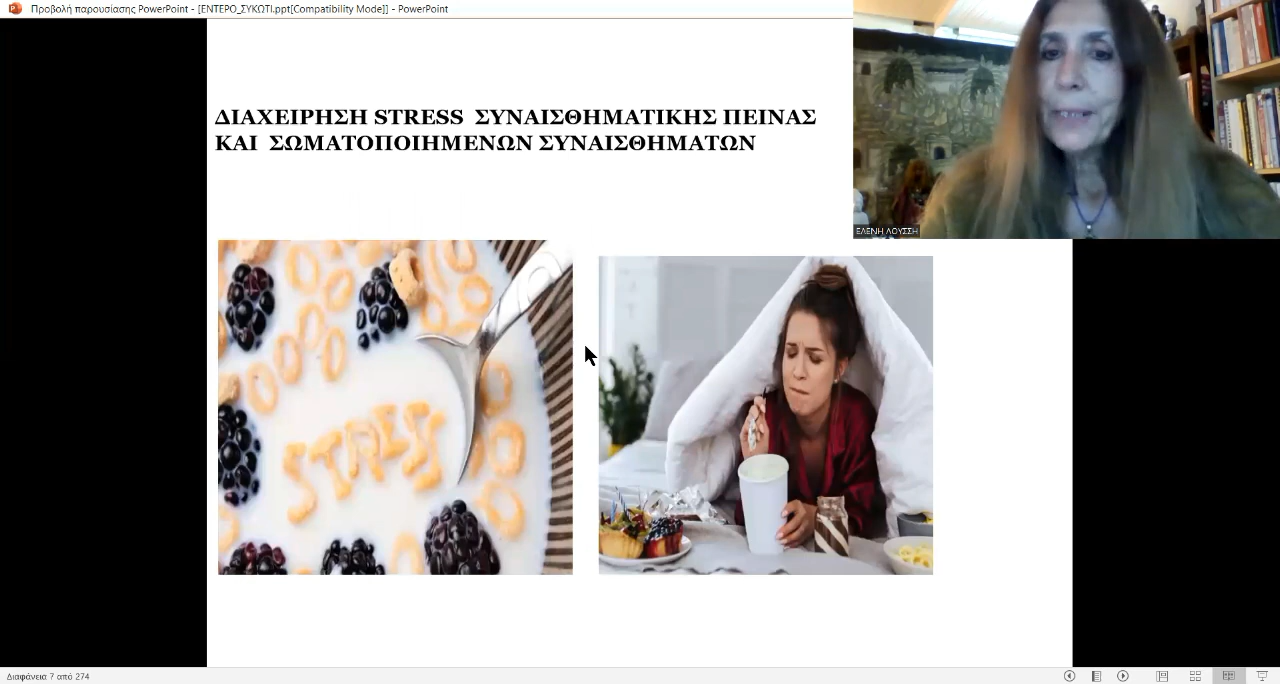 Προβολή παρουσίασης PowerPoint - [ΕΝΤΕΡΟ_ΣΥΚΩΤΙ.ppt[Compatibility Mode]] - PowerPoint
ΔΙΑΧΕΙΡΗΣΗ STRESS ΣΥΝΑΙΣΘΗΜΑΤΙΚΗΣ ΠΕΙΝΑΣ
ΚΑΙ ΣΩΜΑΤΟΠΟΙΗΜΕΝΩΝ ΣΥΝΑΙΣΘΗΜΑΤΩΝ
ΕΛΕΝΗ ΛΟΥΣΣΗ
STRESS
Διαφάνεια 7 από 274